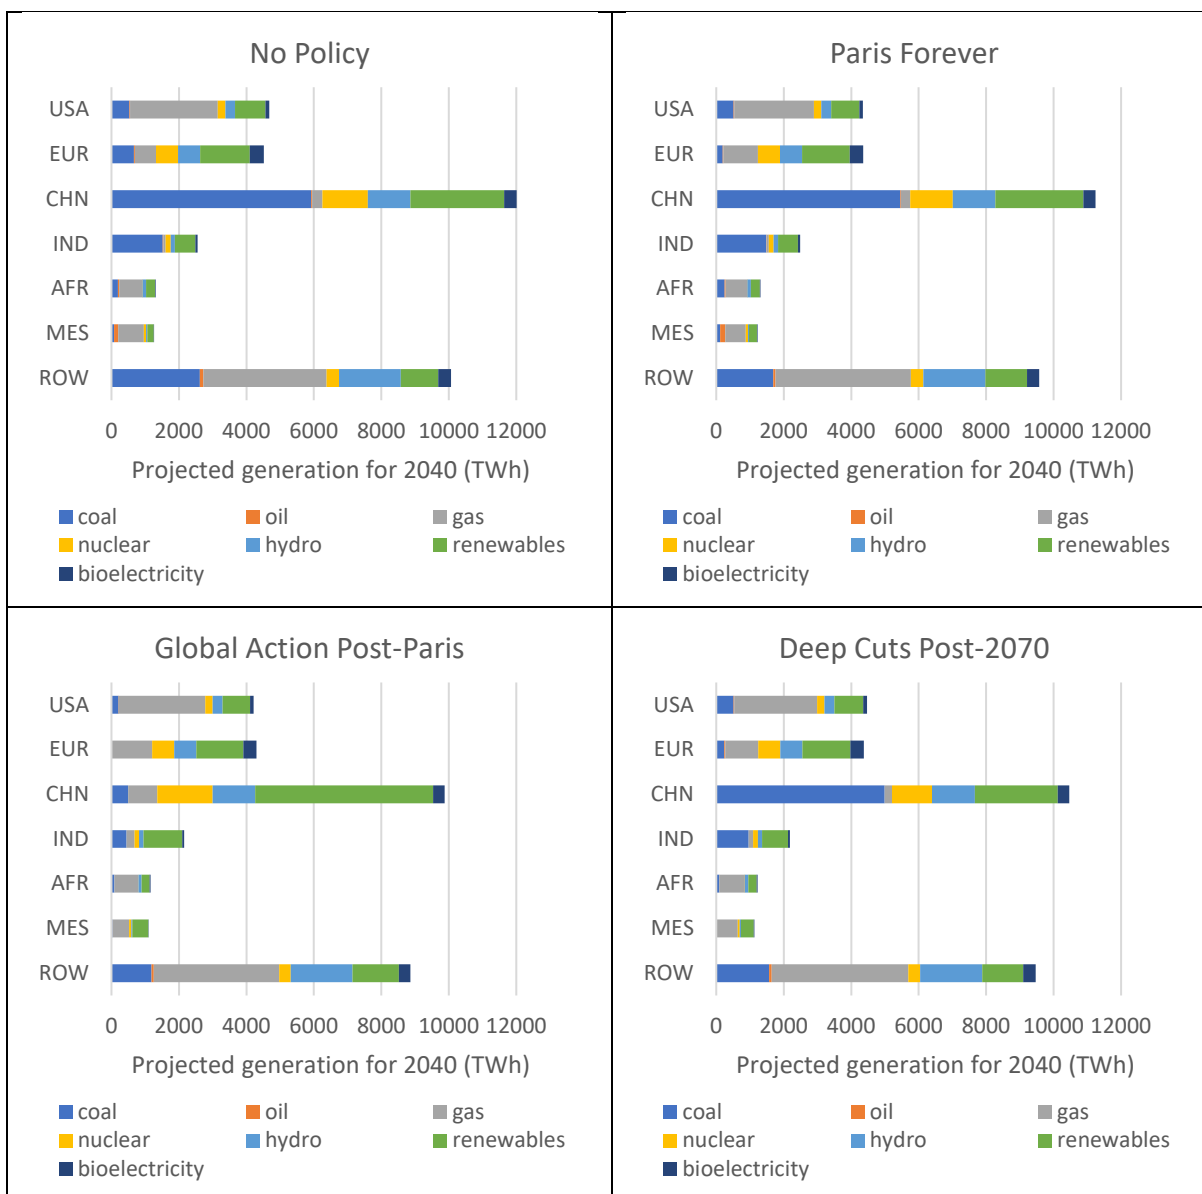 No Policy
USA
EUR
CHN
IND
AFR
MES
ROW
0 2000 4000 6000 8000 10000 12000
Projected generation for 2040 (TWh)
coal oil gas
nuclear hydro renewables
bioelectricity
Paris Forever
USA
EUR
CHN
IND
AFR
MES
ROW
0 2000 4000 6000 8000 10000 12000
Projected generation for 2040 (TWh)
coal oil gas
nuclear hydro renewables
bioelectricity
Global Action Post-Paris
USA
EUR
CHN
IND
AFR
MES
ROW
0 2000 4000 6000 8000 10000 12000
Projected generation for 2040 (TWh)
coal oil gas
nuclear hydro renewables
bioelectricity
Deep Cuts Post-2070
USA
EUR
CHN
IND
AFR
MES
ROW
0 2000 4000 6000 8000 10000 12000
Projected generation for 2040 (TWh)
coal oil gas
nuclear hydro renewables
bioelectricity